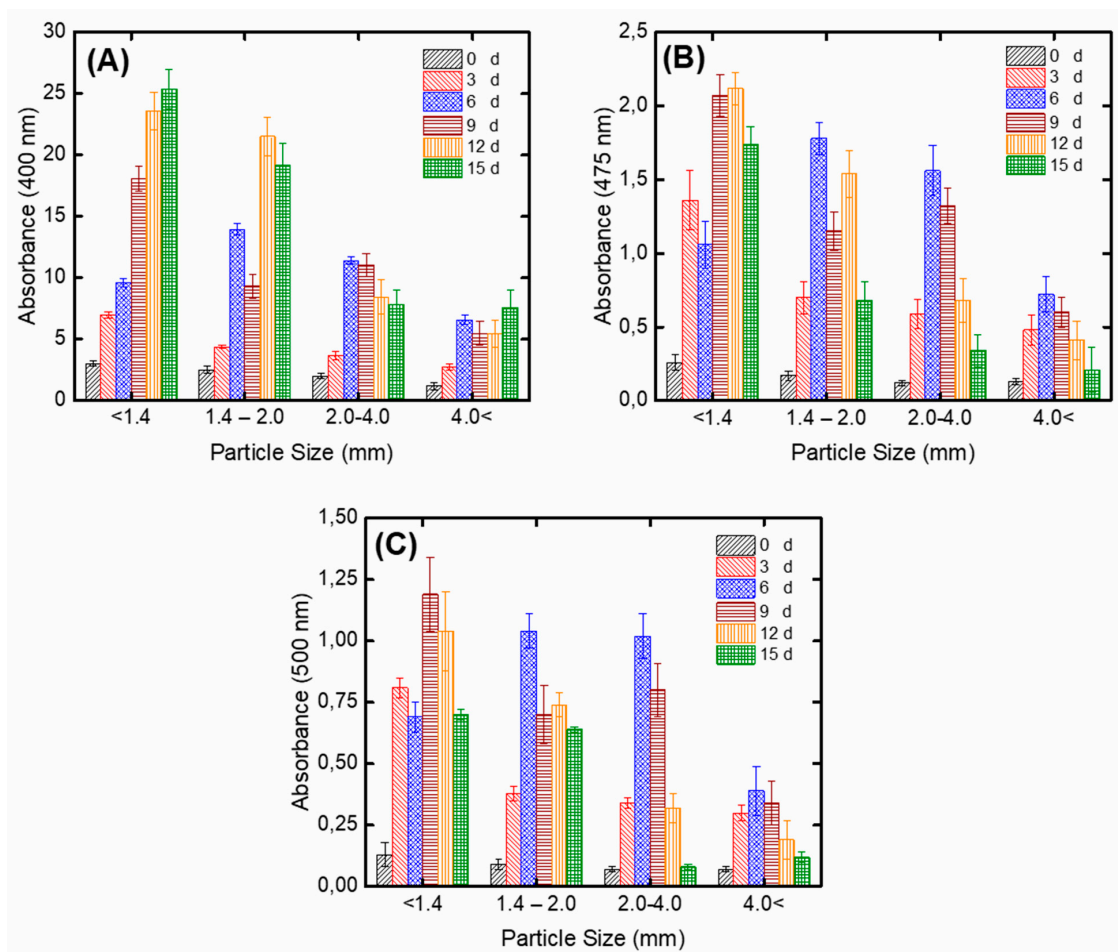 (A)
0 d
3 d
6 d
9 d
12 d
15 d
30
25
20
15
10
5
0
Absorbance (400 nm)
<1.4 1.4 – 2.0 2.0-4.0 4.0<
Particle Size (mm)
(B)
0 d
3 d
6 d
9 d
12 d
15 d
2,5
2.0
1.5
1.0
0.5
0,0
Absorbance (475 nm)
<1.4 1.4 – 2.0 2.0-4.0 4.0<
Particle Size (mm)
(C)
0 d
3 d
6 d
9 d
12 d
15 d
1,50
1,25
1,00
0,75
0,50
0,25
0,00
Absorbance (500 nm)
<1.4 1.4 – 2.0 2.0-4.0 4.0<
Particle Size (mm)